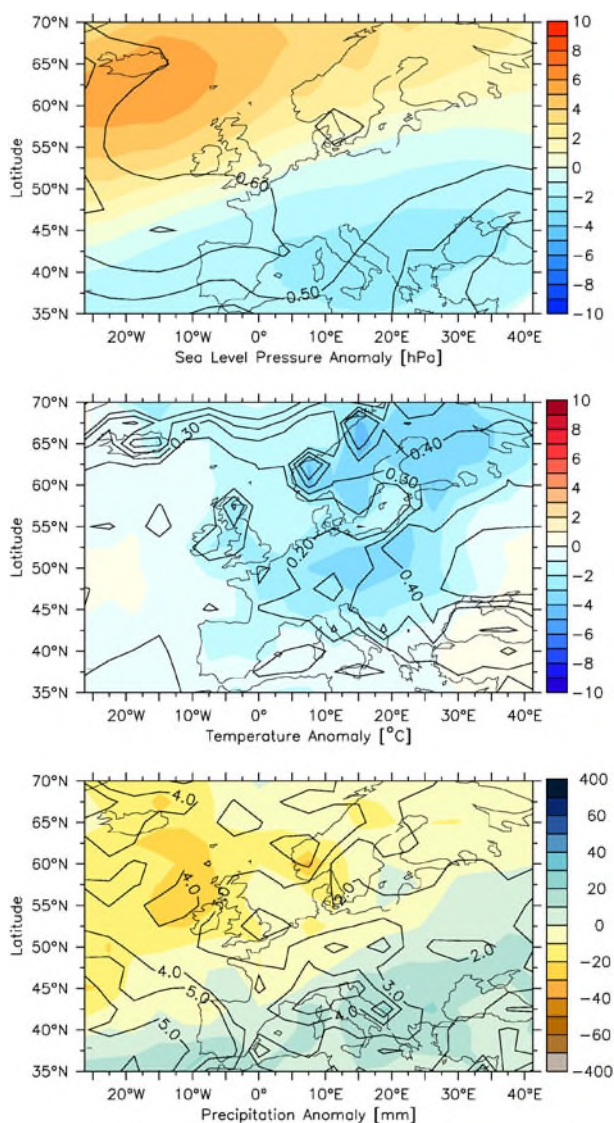 70°N
65°N
60°N
55°N
50°N
45°N
40°N
35°N
Latitude
0.60
0.50
20°W 10°W 0° 10°E 20°E 30°E 40°E
Sea Level Pressure Anomaly [hPa]
10
8
6
4
2
0
−2
−4
−6
−8
−10
70°N
65°N
60°N
55°N
50°N
45°N
40°N
35°N
Latitude
0.30
0.40
0.30
0.20
0.40
20°W 10°W 0° 10°E 20°E 30°E 40°E
Temperature Anomaly [°C]
10
8
6
4
2
0
−2
−4
−6
−8
−10
70°N
65°N
60°N
55°N
50°N
45°N
40°N
35°N
Latitude
4.0
4.0
2.0
2.0
4.0
5.0
3.0
4.0
5.0
20°W 10°W 0° 10°E 20°E 30°E 40°E
Precipitation Anomaly [mm]
400
60
50
40
20
10
0
−10
−20
−40
−50
−60
−400